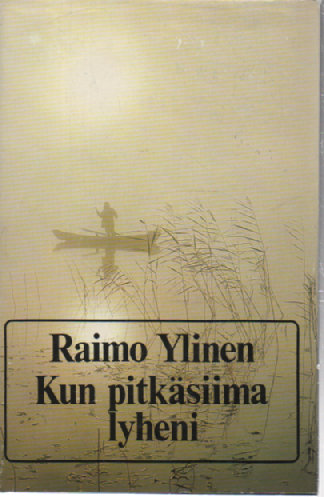 Raimo Ylinen
Kun pitkäsiima
lyheni